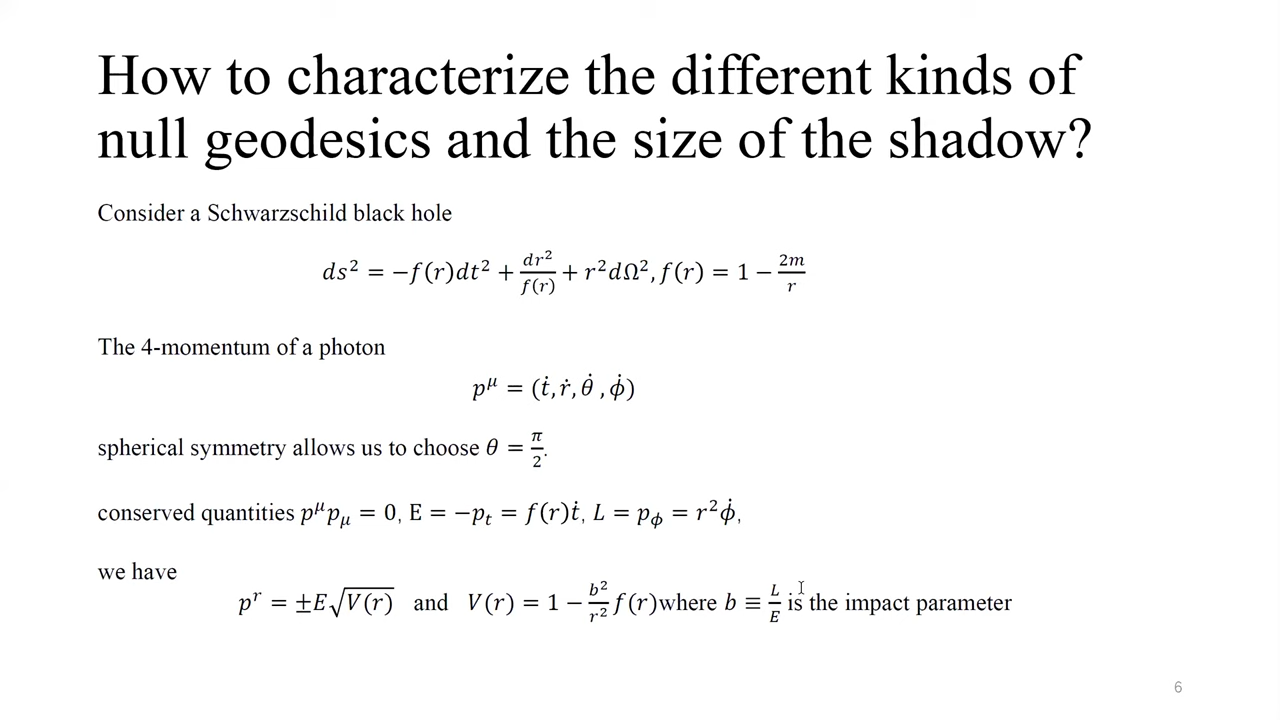 How to characterize the different kinds of
null geodesics and the size of the shadow?
Consider a Schwarzschild black hole
ds² = −f(r)dt² + dr²/f(r) + r²dΩ², f(r) = 1 − 2m/r
The 4-momentum of a photon
p^μ = (ṫ, ṙ, θ̇ , ϕ̇)
spherical symmetry allows us to choose θ = π/2.
conserved quantities p^μ p_μ = 0, E = −p_t = f(r)ṫ, L = p_ϕ = r²ϕ̇,
we have
p^r = ±E√V(r) and V(r) = 1 − b²/r² f(r)where b ≡ L/E is the impact parameter
6